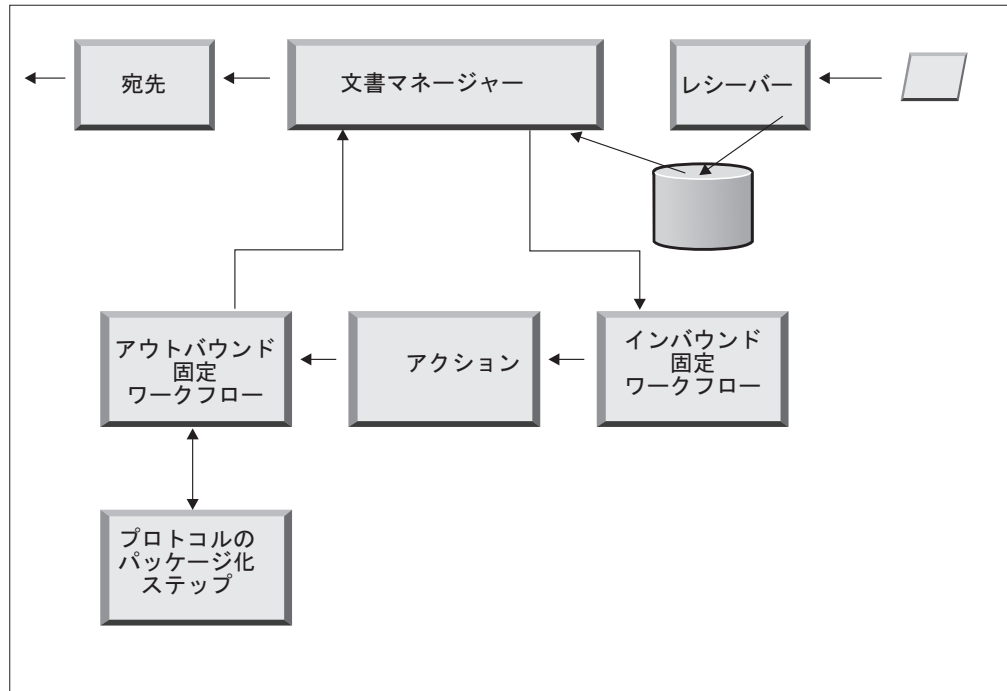 宛先
文書マネージャー
レシーバー
アウトバウンド
固定
ワークフロー
アクション
インバウンド
固定
ワークフロー
プロトコルの
パッケージ化
ステップ